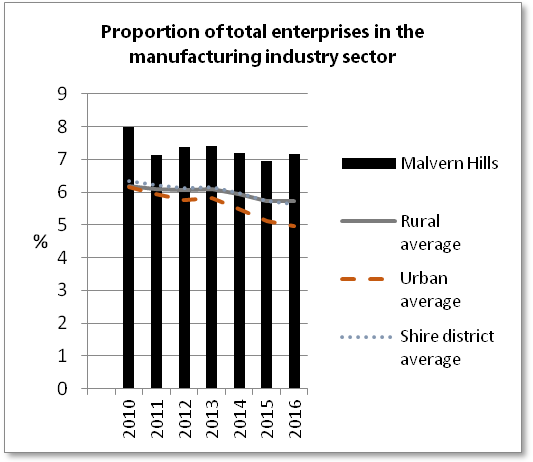 Proportion of total enterprises in the
manufacturing industry sector
9
8
7
6
5
4
3
2
1
0
%
2010
2011
2012
2013
2014
2015
2016
Malvern Hills
Rural
average
Urban
average
Shire district
average